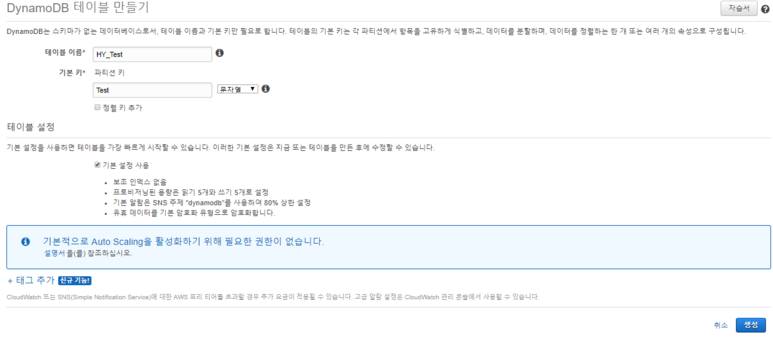 DynamoDB 테이블 만들기
자습서
DynamoDB는 스키마가 없는 데이터베이스로서, 테이블 이름과 기본 키만 필요로 합니다. 테이블의 기본 키는 각 파티션에서 항목을 고유하게 식별하고, 데이터를 분할하며, 데이터를 정렬하는 한 개 또는 여러 개의 속성으로 구성됩니다.
테이블 이름* HY_Test
기본 키* 파티션 키
Test 문자열
정렬 키 추가
테이블 설정
기본 설정을 사용하면 테이블을 가장 빠르게 시작할 수 있습니다. 이러한 기본 설정은 지금 또는 테이블을 만든 후에 수정할 수 있습니다.
기본 설정 사용
• 보조 인덱스 없음
• 프로비저닝된 용량은 읽기 5개와 쓰기 5개로 설정.
• 기본 알람은 SNS 주제 "dynamodb"를 사용하여 80% 상한 설정
• 유휴 데이터를 기본 암호화 유형으로 암호화합니다.
기본적으로 Auto Scaling을 활성화하기 위해 필요한 권한이 없습니다.
설명서 을(를) 참조하십시오.
+ 태그 추가 신규 기능!
CloudWatch 또는 SNS(Simple Notification Service)에 대한 AWS 프리 티어를 초과할 경우 추가 요금이 적용될 수 있습니다. 고급 알람 설정은 CloudWatch 관리 콘솔에서 사용할 수 있습니다.
취소 생성